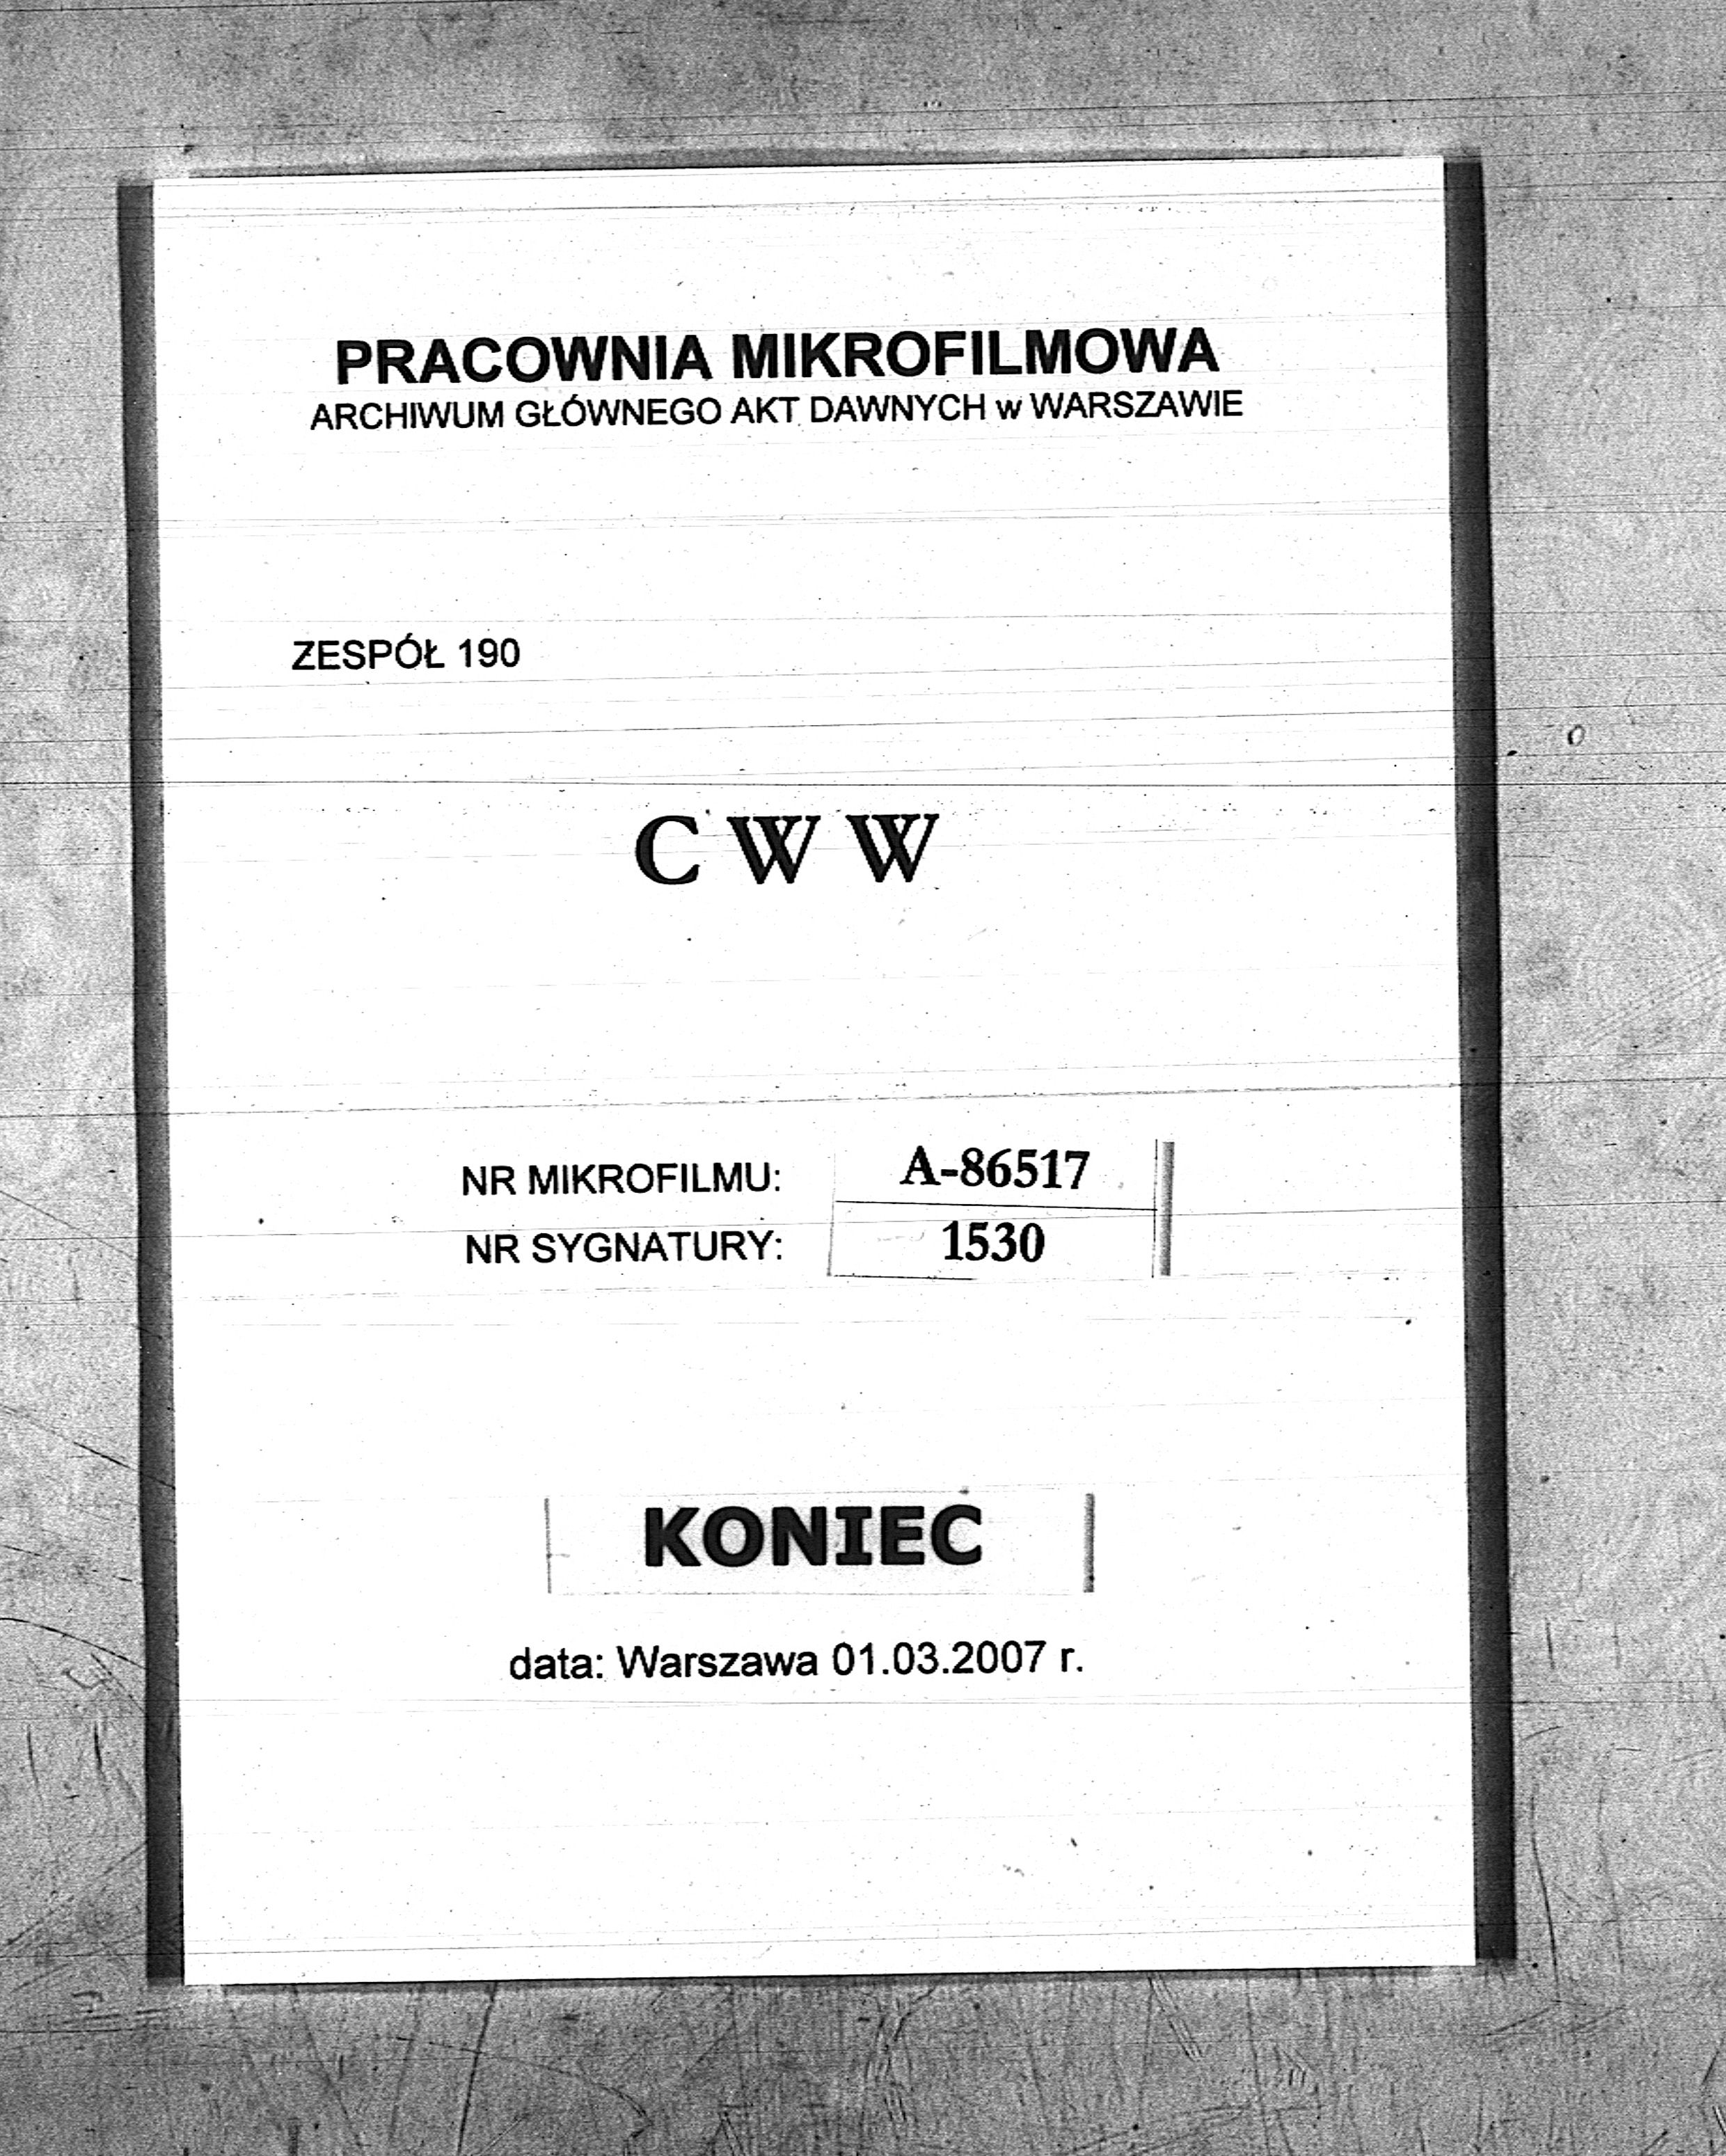 PRACOWNIA MIKROFILMOWA
ARCHIWUM GŁÓWNEGO AKT DAWNYCH w WARSZAWIE
ZESPÓŁ 190
C W W
NR MIKROFILMU: A-86517
NR SYGNATURY: 1530
KONIEC
data: Warszawa 01.03.2007 r.